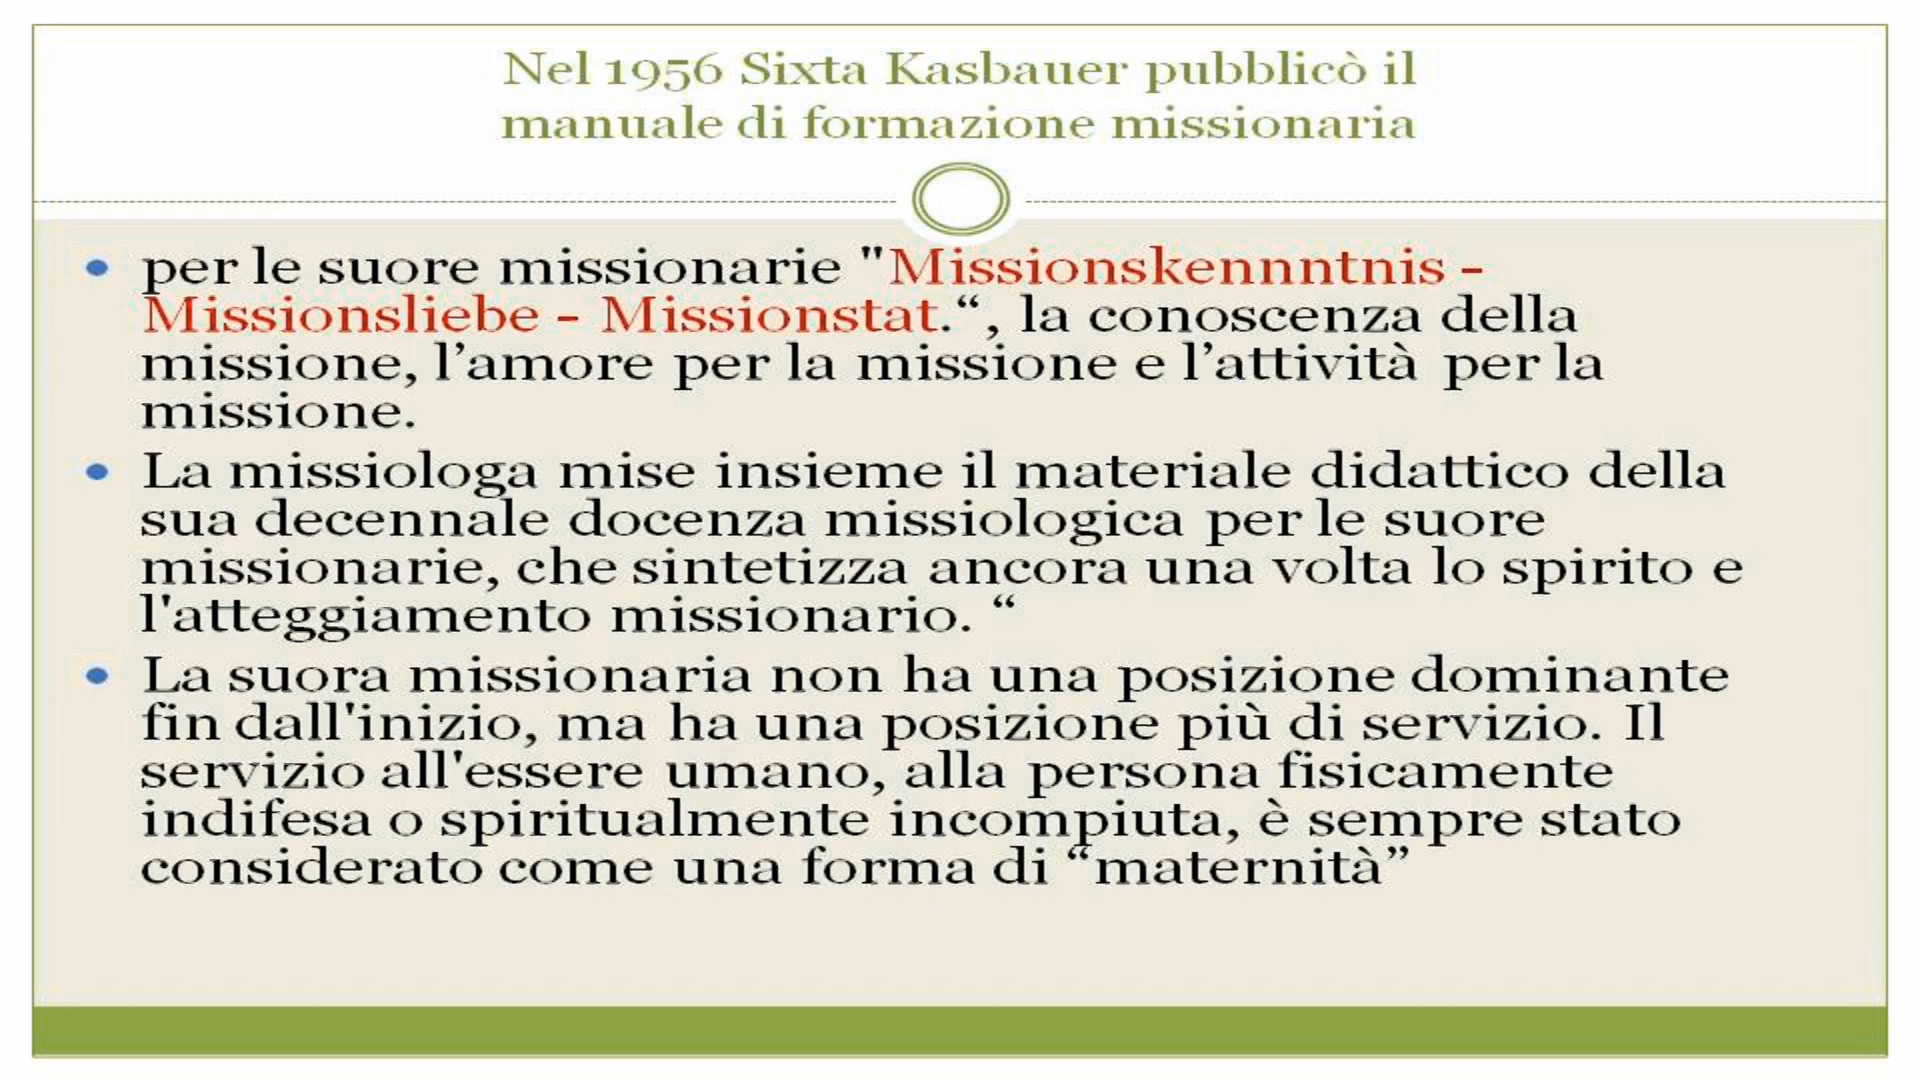 Nel 1956 Sixta Kasbauer pubblicò il
manuale di formazione missionaria
• per le suore missionarie "Missionskennntnis -
Missionsliebe - Missionstat.“, la conoscenza della
missione, l’amore per la missione e l’attività per la
missione.
• La missiologa mise insieme il materiale didattico della
sua decennale docenza missiologica per le suore
missionarie, che sintetizza ancora una volta lo spirito e
l'atteggiamento missionario. “
• La suora missionaria non ha una posizione dominante
fin dall'inizio, ma ha una posizione più di servizio. Il
servizio all'essere umano, alla persona fisicamente
indifesa o spiritualmente incompiuta, è sempre stato
considerato come una forma di “maternità”